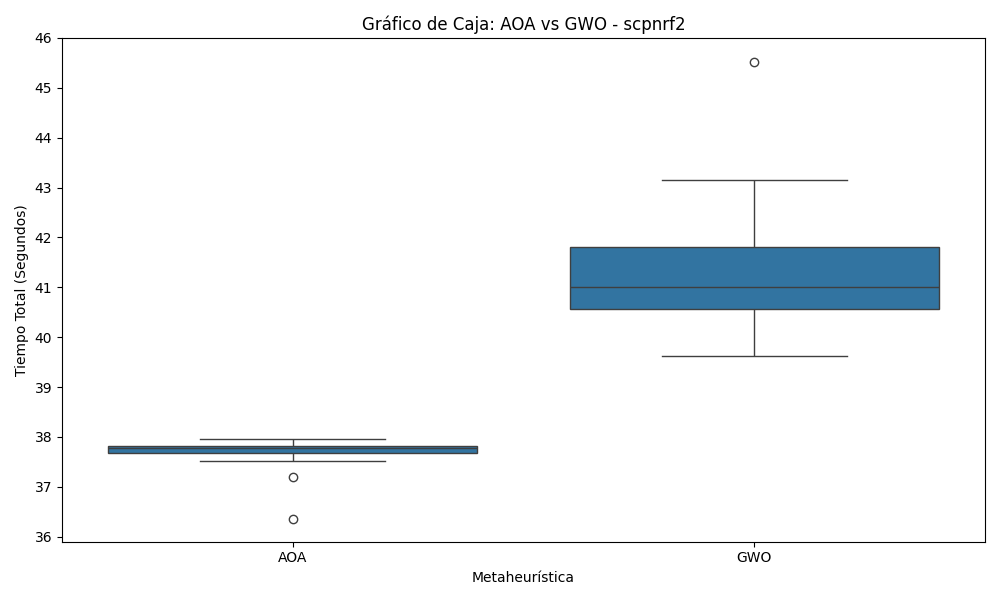 Gráfico de Caja: AOA vs GWO - scpnrf2
Tiempo Total (Segundos)
46
45
44
43
42
41
40
39
38
37
36
AOA
GWO
Metaheurística